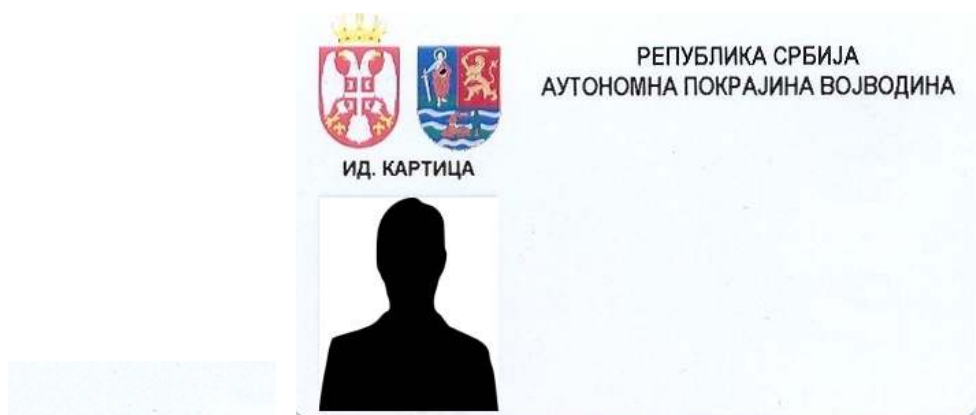 РЕПУБЛИКА СРБИЈА
АУТОНОМНА ПОКРАЈИНА ВОЈВОДИНА
ИД. КАРТИЦА